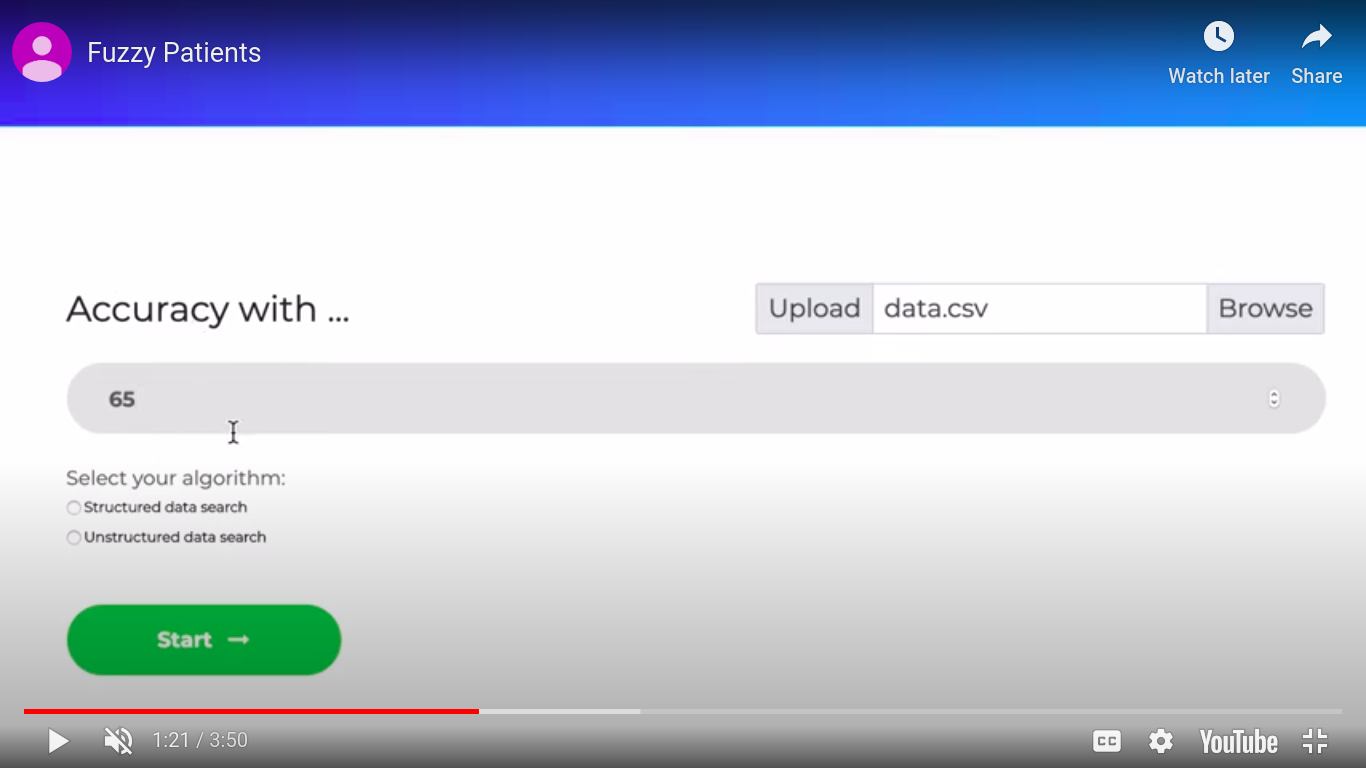 Fuzzy Patients
Watch later
Share
Accuracy with ...
Upload
data.csv
Browse
65
Select your algorithm:
Structured data search
Unstructured data search
Start →
1:21 / 3:50
CC
YouTube